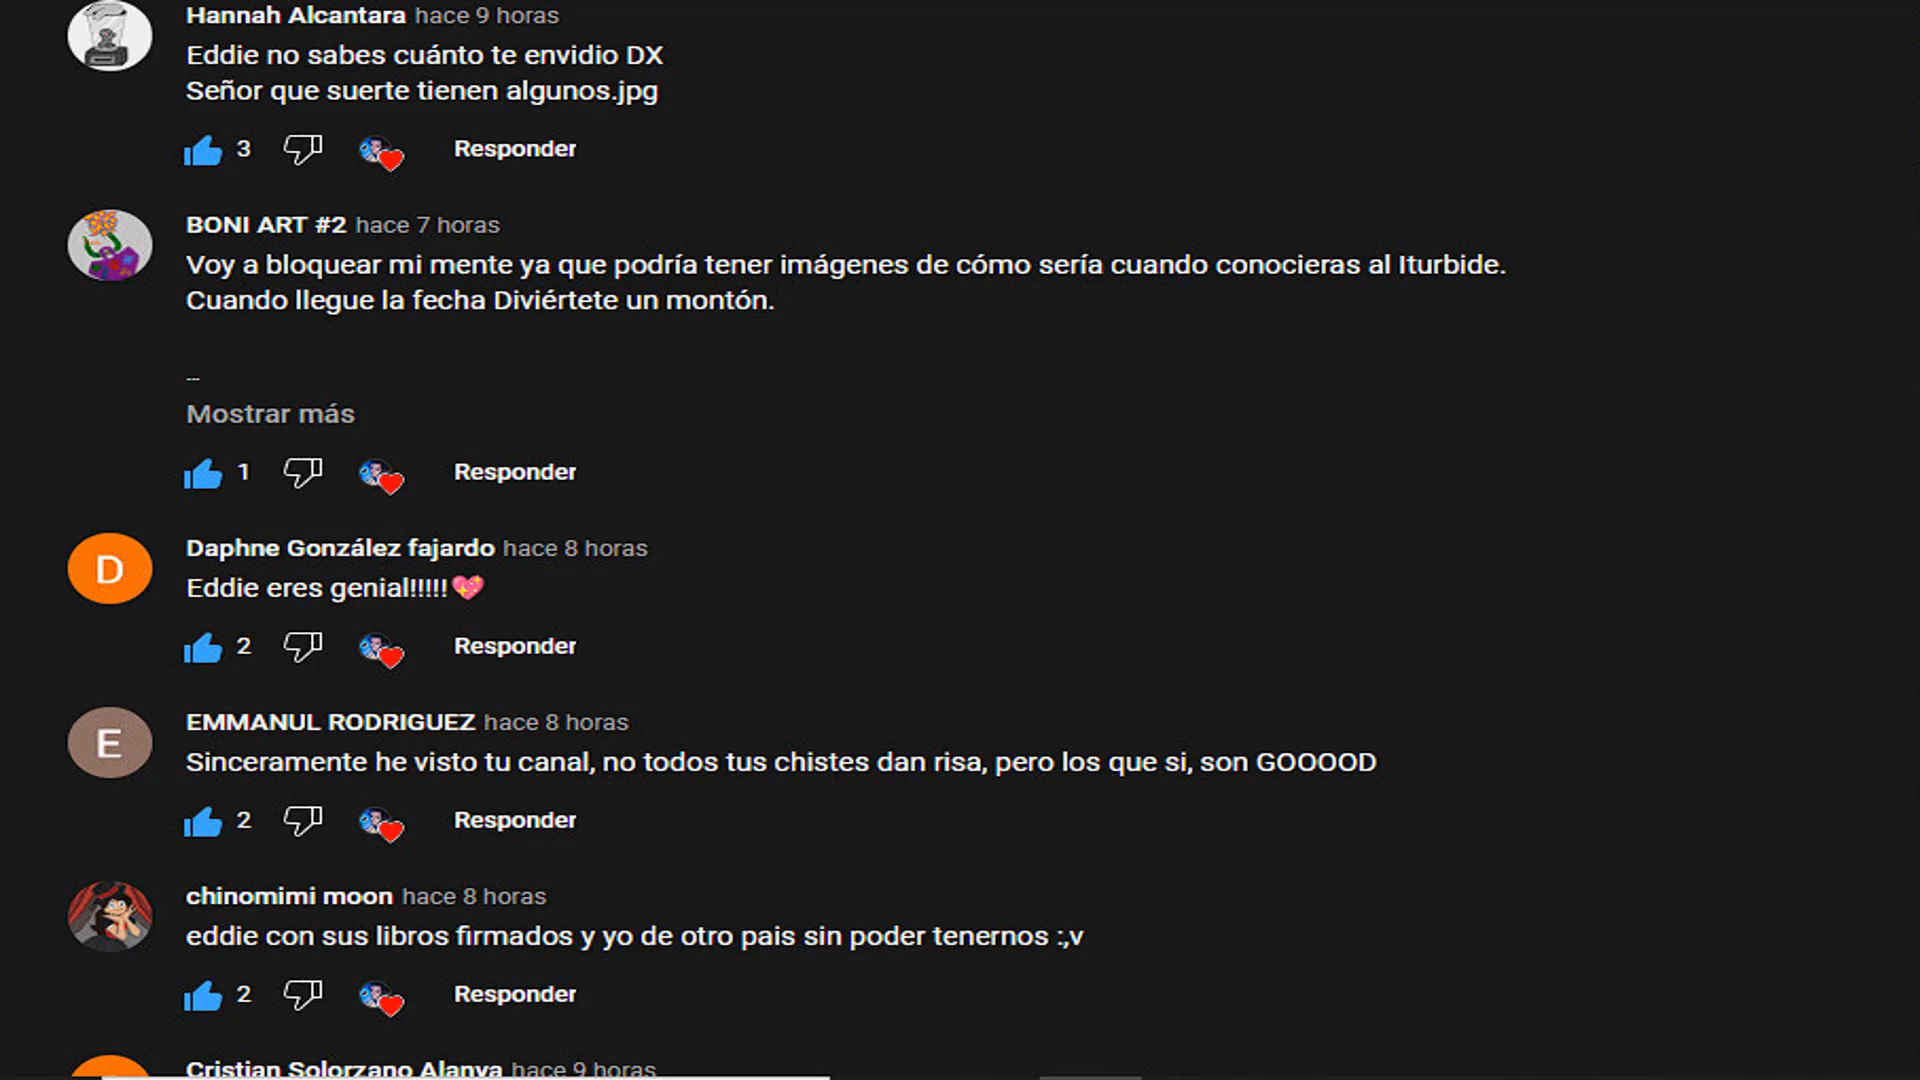 Hannah Alcantara hace 9 horas
Eddie no sabes cuánto te envidio DX
Señor que suerte tienen algunos.jpg
3 Responder
BONI ART #2 hace 7 horas
Voy a bloquear mi mente ya que podría tener imágenes de cómo sería cuando conocieras al Iturbide.
Cuando llegue la fecha Diviértete un montón.
...
Mostrar más
1 Responder
D
Daphne González fajardo hace 8 horas
Eddie eres genial!!!!!💖
2 Responder
E
EMMANUL RODRIGUEZ hace 8 horas
Sinceramente he visto tu canal, no todos tus chistes dan risa, pero los que si, son GOOOOD
2 Responder
chinomimi moon hace 8 horas
eddie con sus libros firmados y yo de otro pais sin poder tenernos :,v
2 Responder
Cristian Solorzano Alanya hace 9 horas